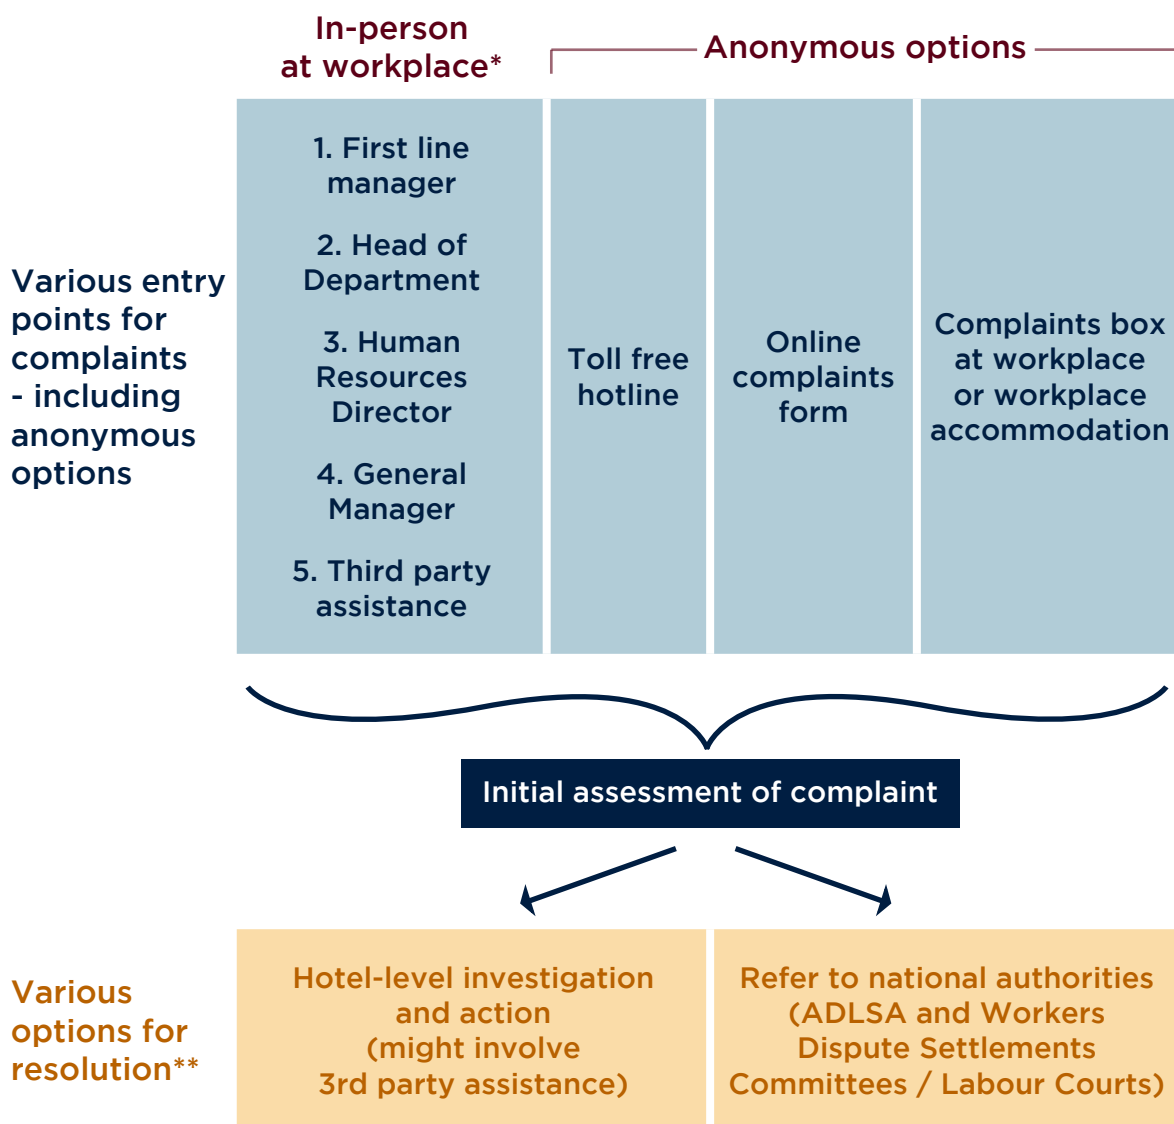 In-person
at workplace*
Anonymous options
Various entry
points for
complaints
- including
anonymous
options
1. First line
manager
2. Head of
Department
3. Human
Resources
Director
4. General
Manager
5. Third party
assistance
Toll free
hotline
Online
complaints
form
Complaints box
at workplace
or workplace
accommodation
Initial assessment of complaint
Various
options for
resolution**
Hotel-level investigation
and action
(might involve
3rd party assistance)
Refer to national authorities
(ADLSA and Workers
Dispute Settlements
Committees / Labour Courts)